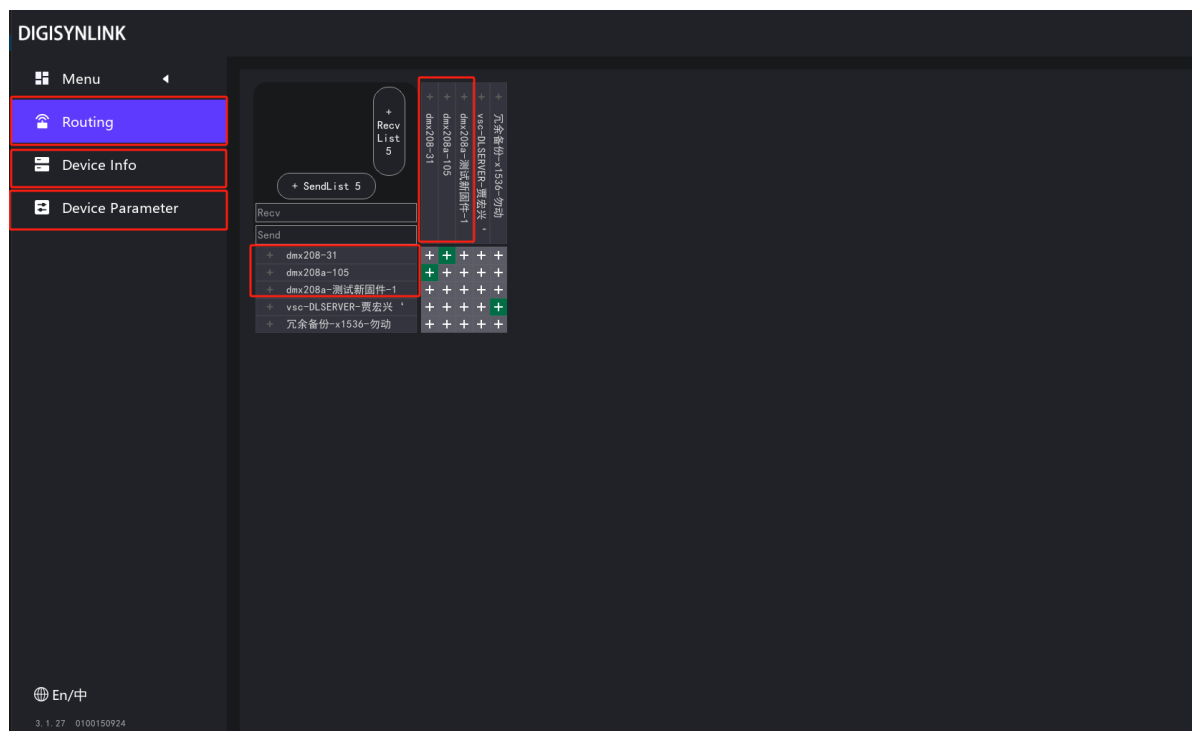 DIGISYNLINK
Menu
Routing
Device Info
Device Parameter
+
Recv
List
5
+ SendList 5
Recv
Send
dmx208-31
dmx208a-105
dmx208a-测试新固件-1
vsc-DLSERVER-贾宏兴 '
冗余备份-x1536-勿动
dmx208-31
dmx208a-105
dmx208a-测试新固件-1
vsc-DLSERVER-贾宏兴 '
冗余备份-x1536-勿动
En/中
3.1.27 0100150924